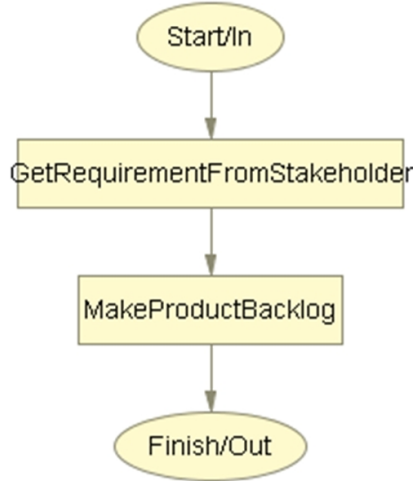 Start/In
GetRequirementFromStakeholder
MakeProductBacklog
Finish/Out